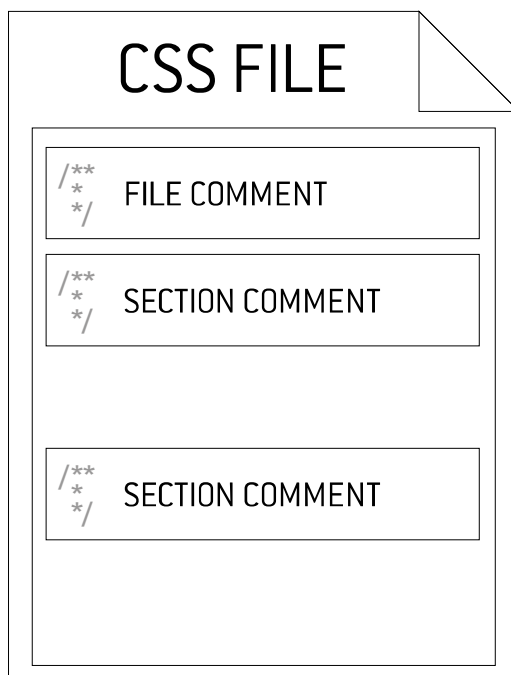 CSS FILE
/**
*
*/
FILE COMMENT
/**
*
*/
SECTION COMMENT
/**
*
*/
SECTION COMMENT